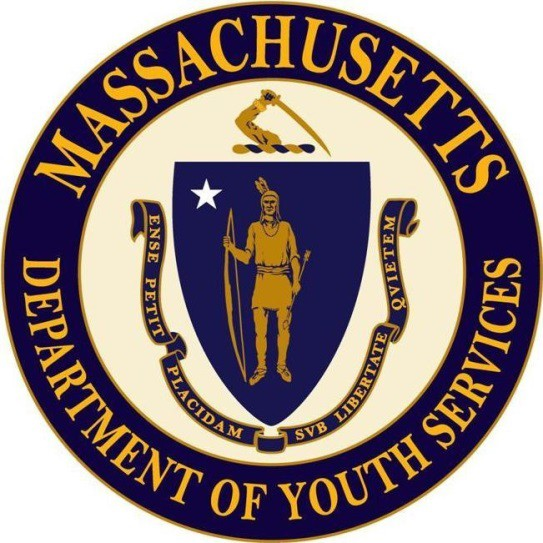 MASSACHUSETTS
DEPARTMENT OF YOUTH SERVICES
ENSE PETIT PLACIDAM SVB LIBERTATE QVIETEM